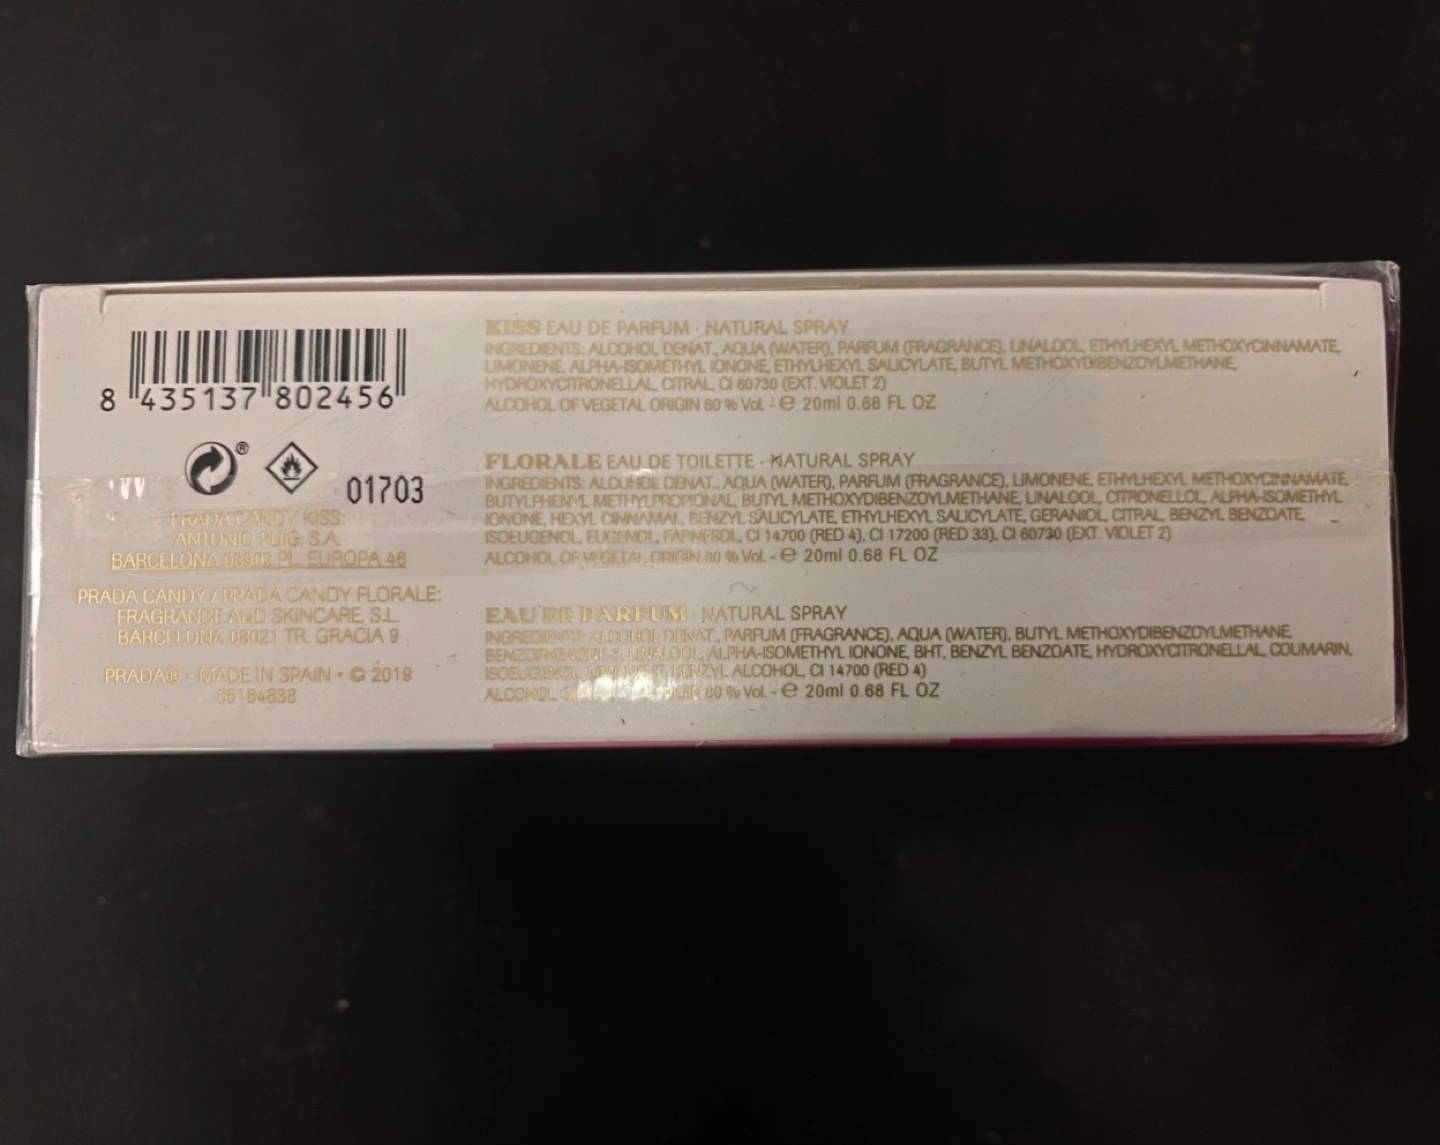 8 435137 802456
®
01703
PRADA CANDY KISS:
ANTONIO PUIG. S.A.
BARCELONA 08902 PL. EUROPA 46
PRADA CANDY / PRADA CANDY FLORALE:
FRAGRANCE AND SKINCARE, S.L.
BARCELONA 08021 TR. GRACIA 9
PRADA® · MADE IN SPAIN · © 2019
05164838
KISS EAU DE PARFUM · NATURAL SPRAY
INGREDIENTS: ALCOHOL DENAT., AQUA (WATER), PARFUM (FRAGRANCE), LINALOOL, ETHYLHEXYL METHOXYCINNAMATE,
LIMONENE, ALPHA-ISOMETHYL IONONE, ETHYLHEXYL SALICYLATE, BUTYL METHOXYDIBENZOYLMETHANE,
HYDROXYCITRONELLAL, CITRAL, CI 60730 (EXT. VIOLET 2)
ALCOHOL OF VEGETAL ORIGIN 80 % Vol. - ℮ 20ml 0.68 FL OZ
FLORALE EAU DE TOILETTE · NATURAL SPRAY
INGREDIENTS: ALCOHOL DENAT., AQUA (WATER), PARFUM (FRAGRANCE), LIMONENE, ETHYLHEXYL METHOXYCINNAMATE,
BUTYLPHENYL METHYLPROPIONAL, BUTYL METHOXYDIBENZOYLMETHANE, LINALOOL, CITRONELLOL, ALPHA-ISOMETHYL
IONONE, HEXYL CINNAMAL, BENZYL SALICYLATE, ETHYLHEXYL SALICYLATE, GERANIOL, CITRAL, BENZYL BENZOATE,
ISOEUGENOL, EUGENOL, FARNESOL, CI 14700 (RED 4), CI 17200 (RED 33), CI 60730 (EXT. VIOLET 2)
ALCOHOL OF VEGETAL ORIGIN 80 % Vol. - ℮ 20ml 0.68 FL OZ
EAU DE PARFUM · NATURAL SPRAY
INGREDIENTS: ALCOHOL DENAT., PARFUM (FRAGRANCE), AQUA (WATER), BUTYL METHOXYDIBENZOYLMETHANE,
BENZOPHENONE-3, LINALOOL, ALPHA-ISOMETHYL IONONE, BHT, BENZYL BENZOATE, HYDROXYCITRONELLAL, COUMARIN,
ISOEUGENOL, LIMONENE, BENZYL ALCOHOL, CI 14700 (RED 4)
ALCOHOL 80 % Vol. - ℮ 20ml 0.68 FL OZ